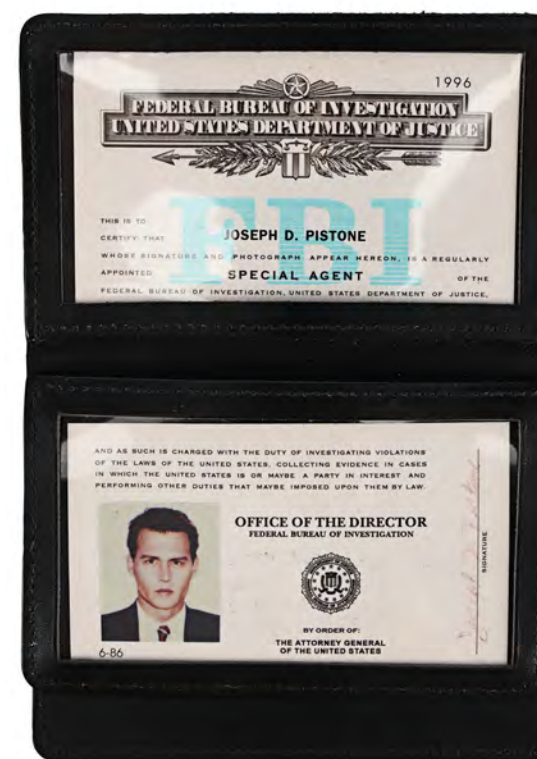 1996
FEDERAL BUREAU OF INVESTIGATION
UNITED STATES DEPARTMENT OF JUSTICE
FBI
THIS IS TO
CERTIFY THAT JOSEPH D. PISTONE
WHOSE SIGNATURE AND PHOTOGRAPH APPEAR HEREON, IS A REGULARLY
APPOINTED SPECIAL AGENT OF THE
FEDERAL BUREAU OF INVESTIGATION, UNITED STATES DEPARTMENT OF JUSTICE,
AND AS SUCH IS CHARGED WITH THE DUTY OF INVESTIGATING VIOLATIONS
OF THE LAWS OF THE UNITED STATES, COLLECTING EVIDENCE IN CASES
IN WHICH THE UNITED STATES IS OR MAYBE A PARTY IN INTEREST AND
PERFORMING OTHER DUTIES THAT MAYBE IMPOSED UPON THEM BY LAW.
OFFICE OF THE DIRECTOR
FEDERAL BUREAU OF INVESTIGATION
BY ORDER OF:
THE ATTORNEY GENERAL
OF THE UNITED STATES
6-86
SIGNATURE